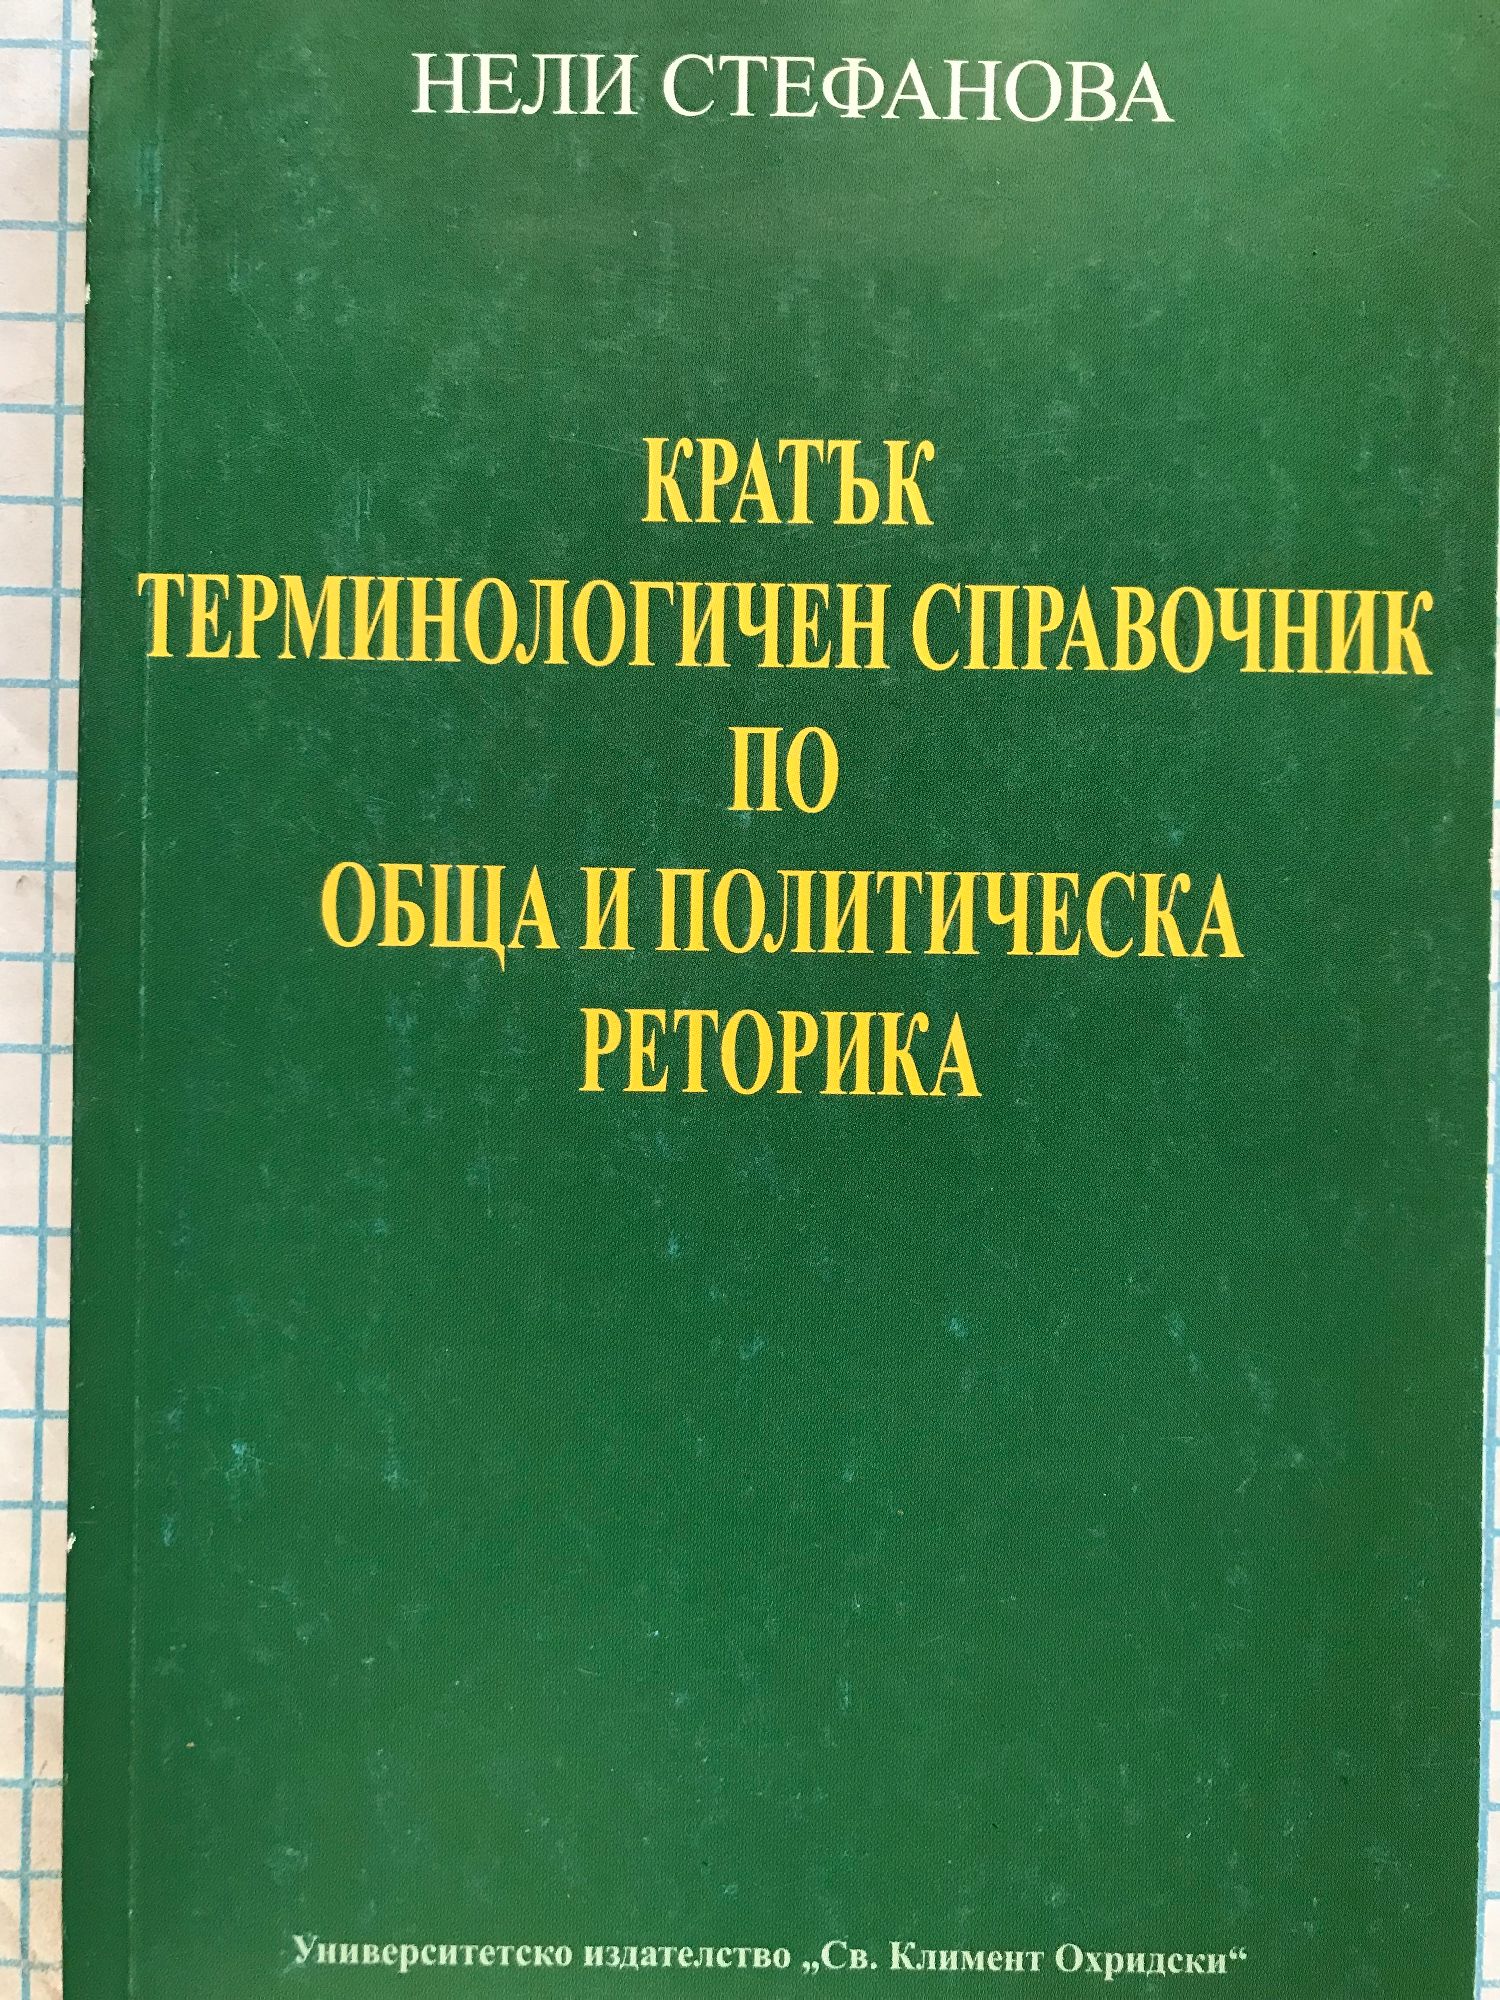 НЕЛИ СТЕФАНОВА
КРАТЪК
ТЕРМИНОЛОГИЧЕН СПРАВОЧНИК
ПО
ОБЩА И ПОЛИТИЧЕСКА
РЕТОРИКА
Университетско издателство „Св. Климент Охридски“